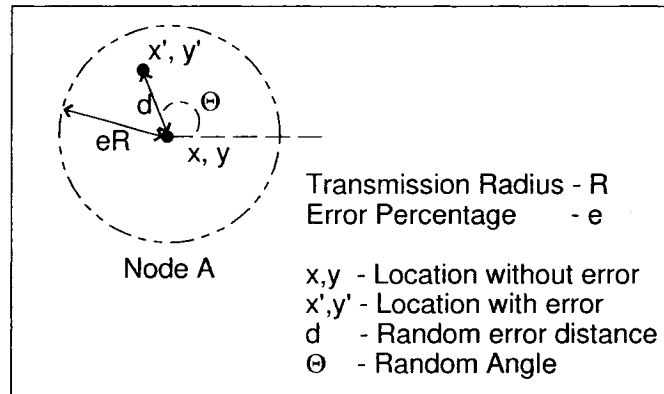 x', y'
d
Θ
eR
x, y
Transmission Radius - R
Error Percentage - e
Node A
x,y - Location without error
x',y' - Location with error
d - Random error distance
Θ - Random Angle